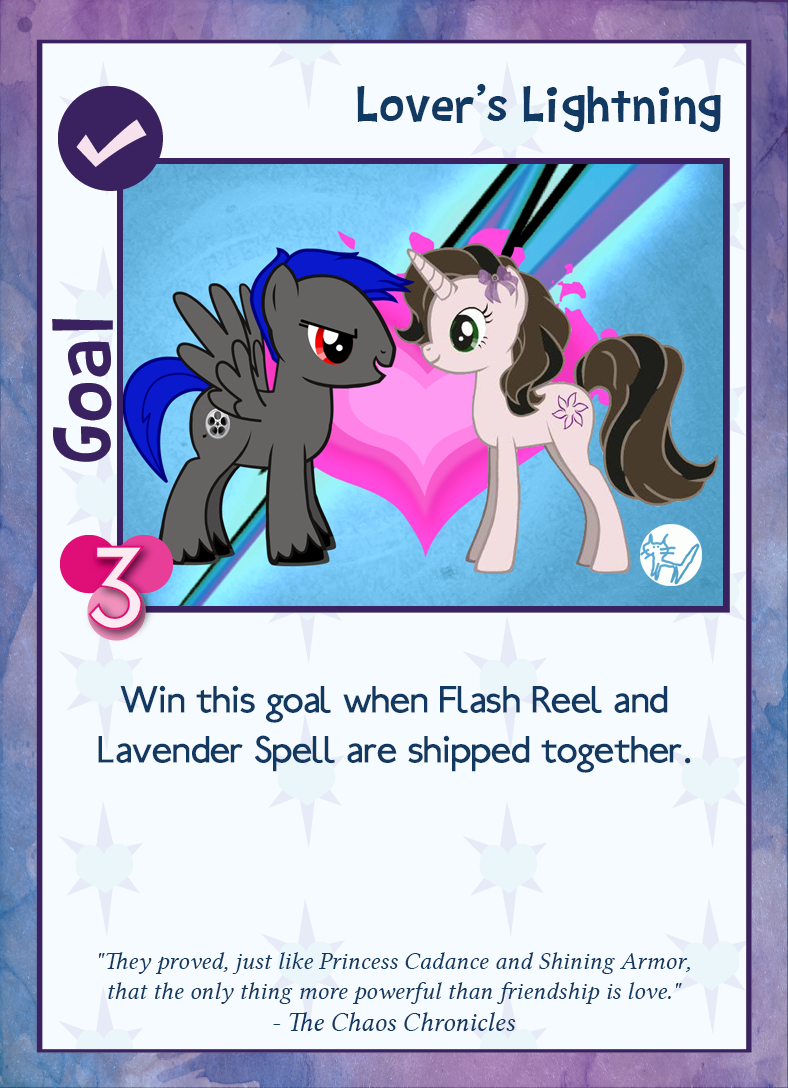 Lover's Lightning
Goal
3
Win this goal when Flash Reel and
Lavender Spell are shipped together.
"They proved, just like Princess Cadance and Shining Armor,
that the only thing more powerful than friendship is love."
- The Chaos Chronicles